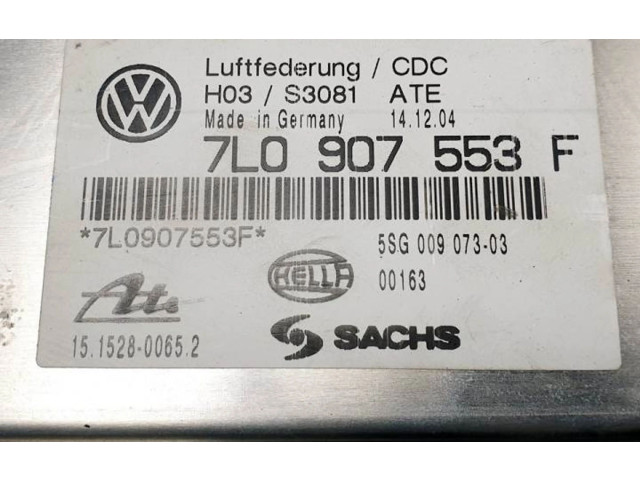 Luftfederung / CDC
H03 / S3081 ATE
Made in Germany 14.12.04
7L0 907 553 F
*7L0907553F*
5SG 009 073-03
HELLA
00163
Ate
15.1528-0065.2
SACHS